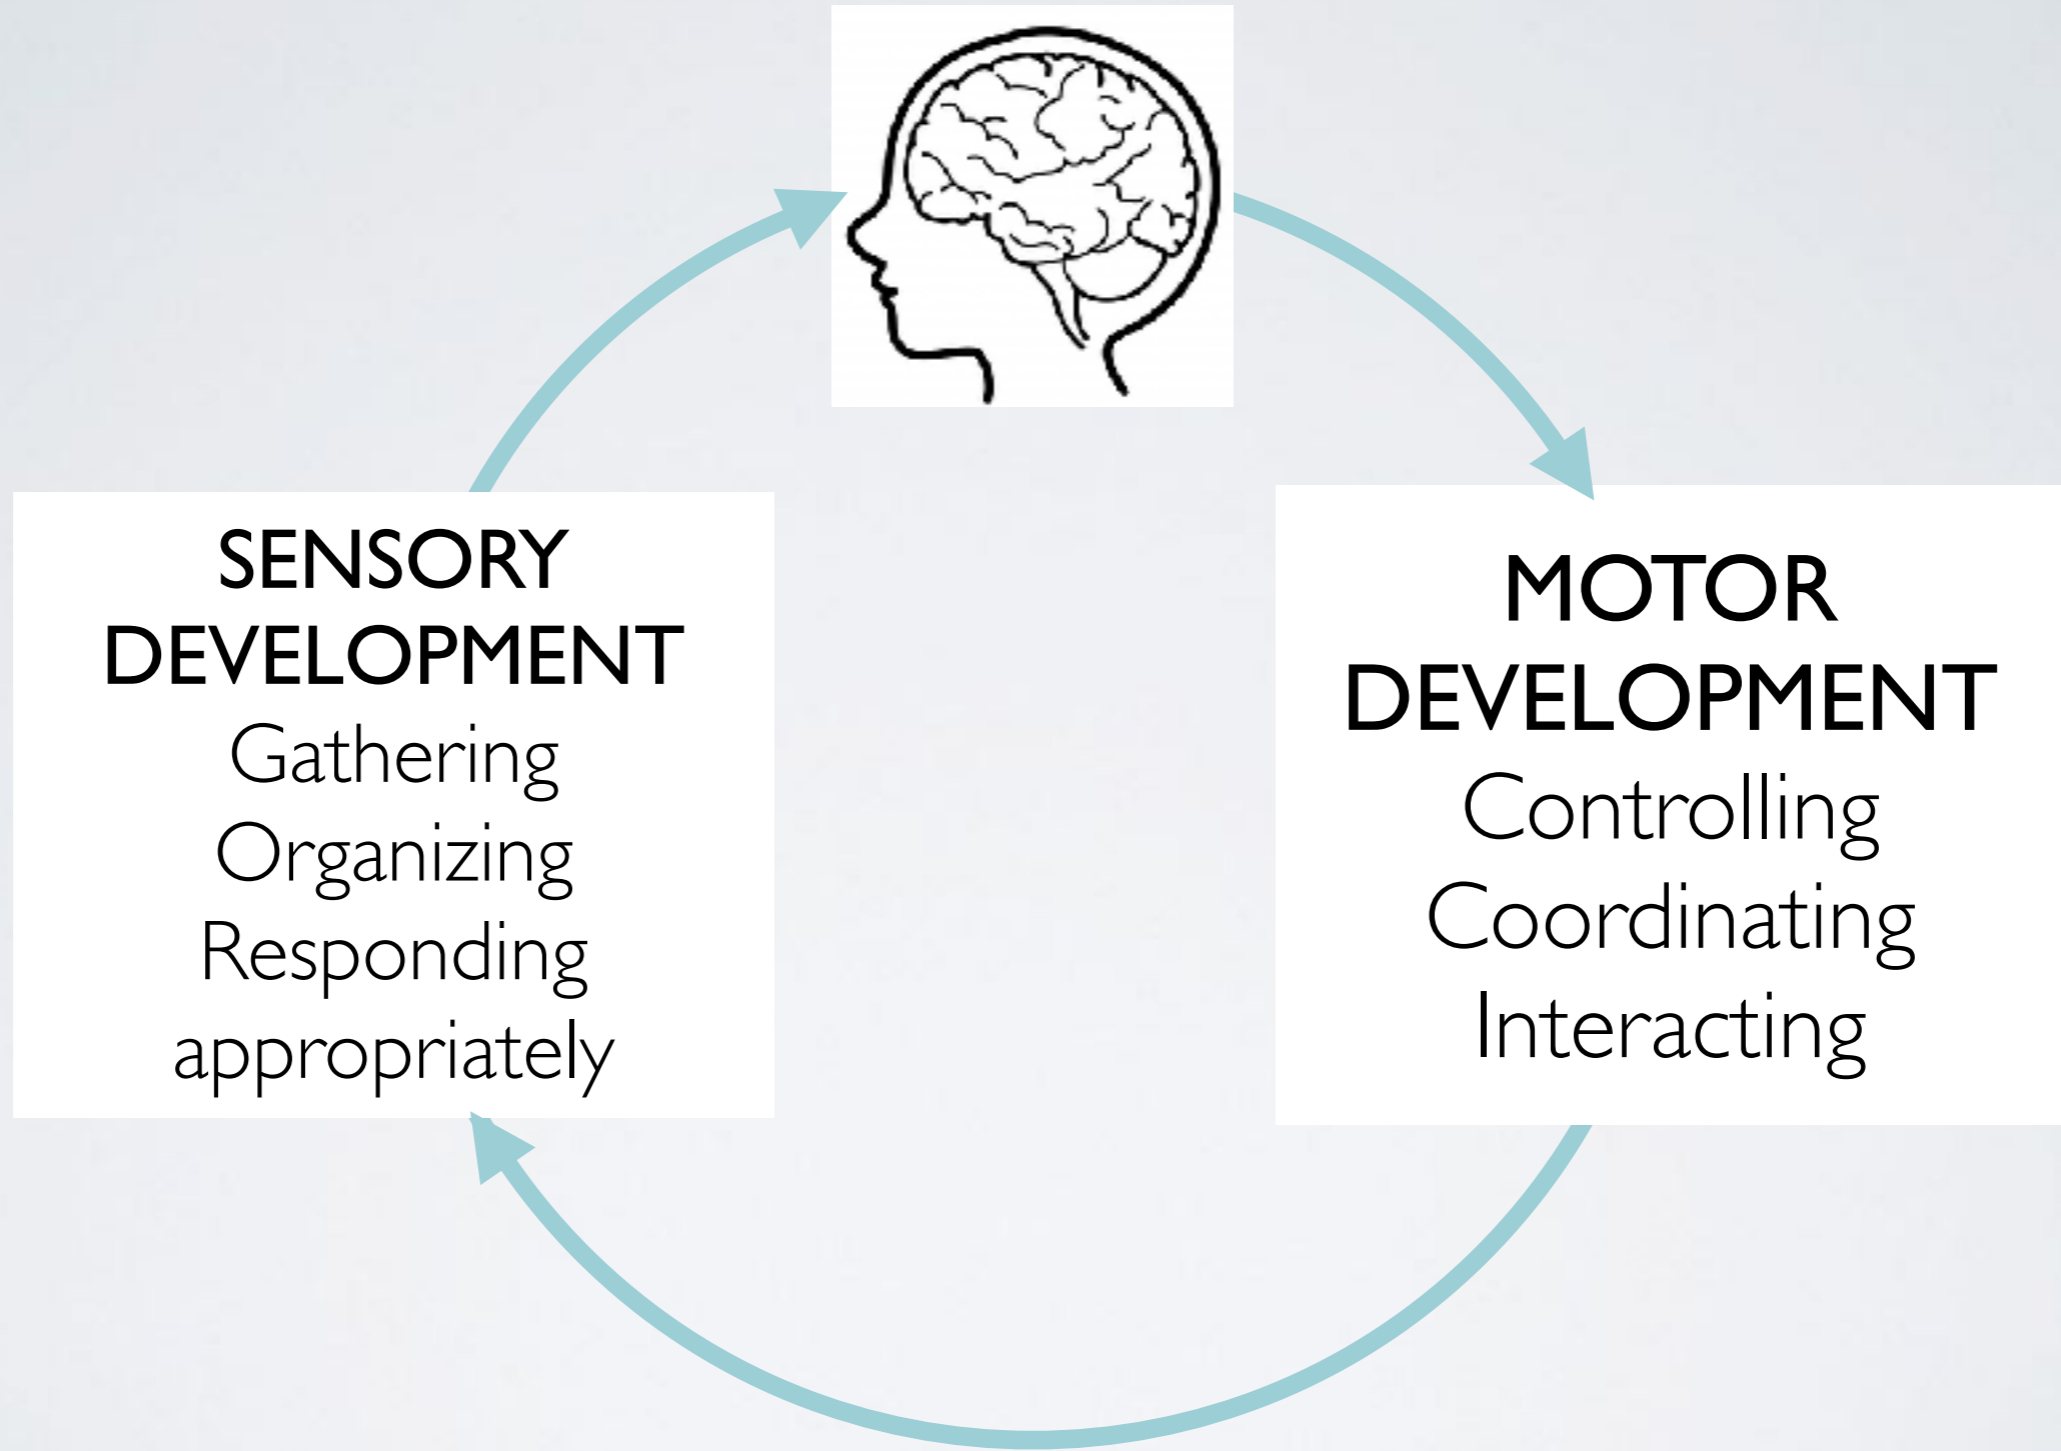 SENSORY
DEVELOPMENT
Gathering
Organizing
Responding
appropriately
MOTOR
DEVELOPMENT
Controlling
Coordinating
Interacting